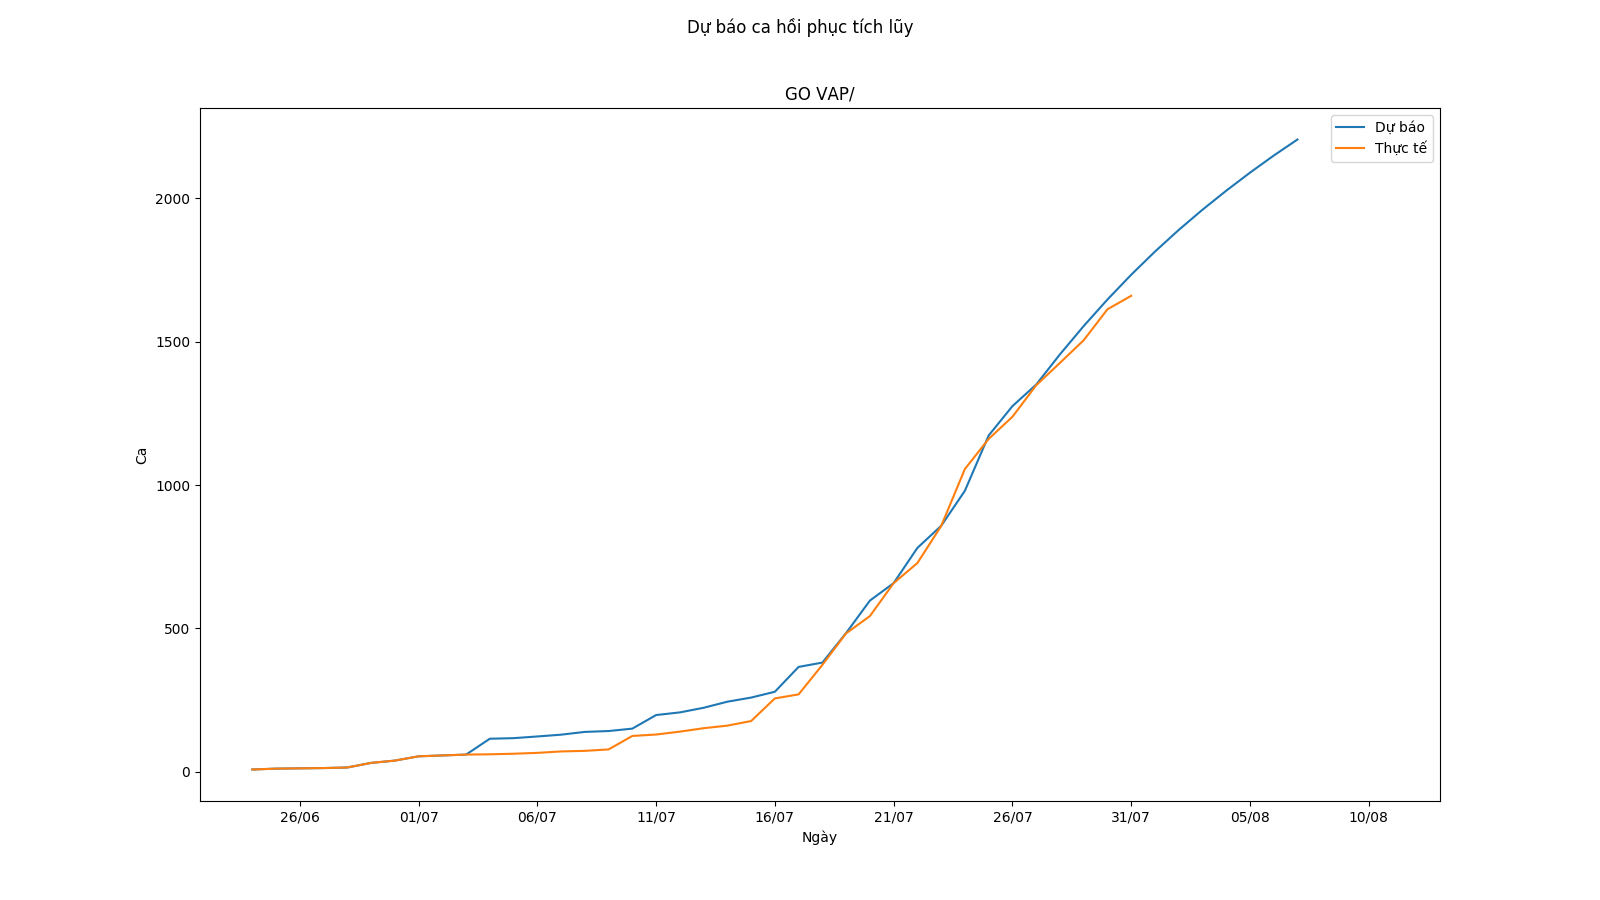 Dự báo ca hồi phục tích lũy
GO VAP/
Dự báo
Thực tế
2000
1500
1000
500
0
Ca
26/06
01/07
06/07
11/07
16/07
21/07
26/07
31/07
05/08
10/08
Ngày